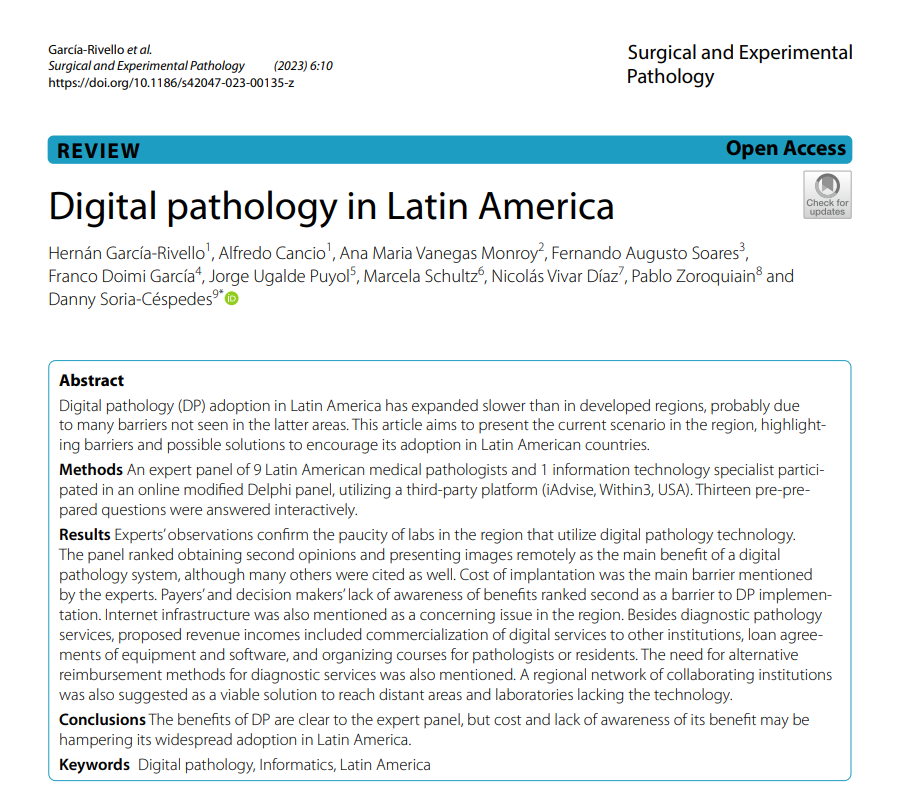 García-Rivello et al.
Surgical and Experimental Pathology (2023) 6:10
https://doi.org/10.1186/s42047-023-00135-z
Surgical and Experimental
Pathology
REVIEW
Open Access
Check for
updates
Digital pathology in Latin America
Hernán García-Rivello1, Alfredo Cancio1, Ana Maria Vanegas Monroy2, Fernando Augusto Soares3,
Franco Doimi García4, Jorge Ugalde Puyol5, Marcela Schultz6, Nicolás Vivar Díaz7, Pablo Zoroquiain8 and
Danny Soria-Céspedes9* iD
Abstract
Digital pathology (DP) adoption in Latin America has expanded slower than in developed regions, probably due
to many barriers not seen in the latter areas. This article aims to present the current scenario in the region, highlight-
ing barriers and possible solutions to encourage its adoption in Latin American countries.
Methods An expert panel of 9 Latin American medical pathologists and 1 information technology specialist partici-
pated in an online modified Delphi panel, utilizing a third-party platform (iAdvise, Within3, USA). Thirteen pre-pre-
pared questions were answered interactively.
Results Experts' observations confirm the paucity of labs in the region that utilize digital pathology technology.
The panel ranked obtaining second opinions and presenting images remotely as the main benefit of a digital
pathology system, although many others were cited as well. Cost of implantation was the main barrier mentioned
by the experts. Payers' and decision makers' lack of awareness of benefits ranked second as a barrier to DP implemen-
tation. Internet infrastructure was also mentioned as a concerning issue in the region. Besides diagnostic pathology
services, proposed revenue incomes included commercialization of digital services to other institutions, loan agree-
ments of equipment and software, and organizing courses for pathologists or residents. The need for alternative
reimbursement methods for diagnostic services was also mentioned. A regional network of collaborating institutions
was also suggested as a viable solution to reach distant areas and laboratories lacking the technology.
Conclusions The benefits of DP are clear to the expert panel, but cost and lack of awareness of its benefit may be
hampering its widespread adoption in Latin America.
Keywords Digital pathology, Informatics, Latin America